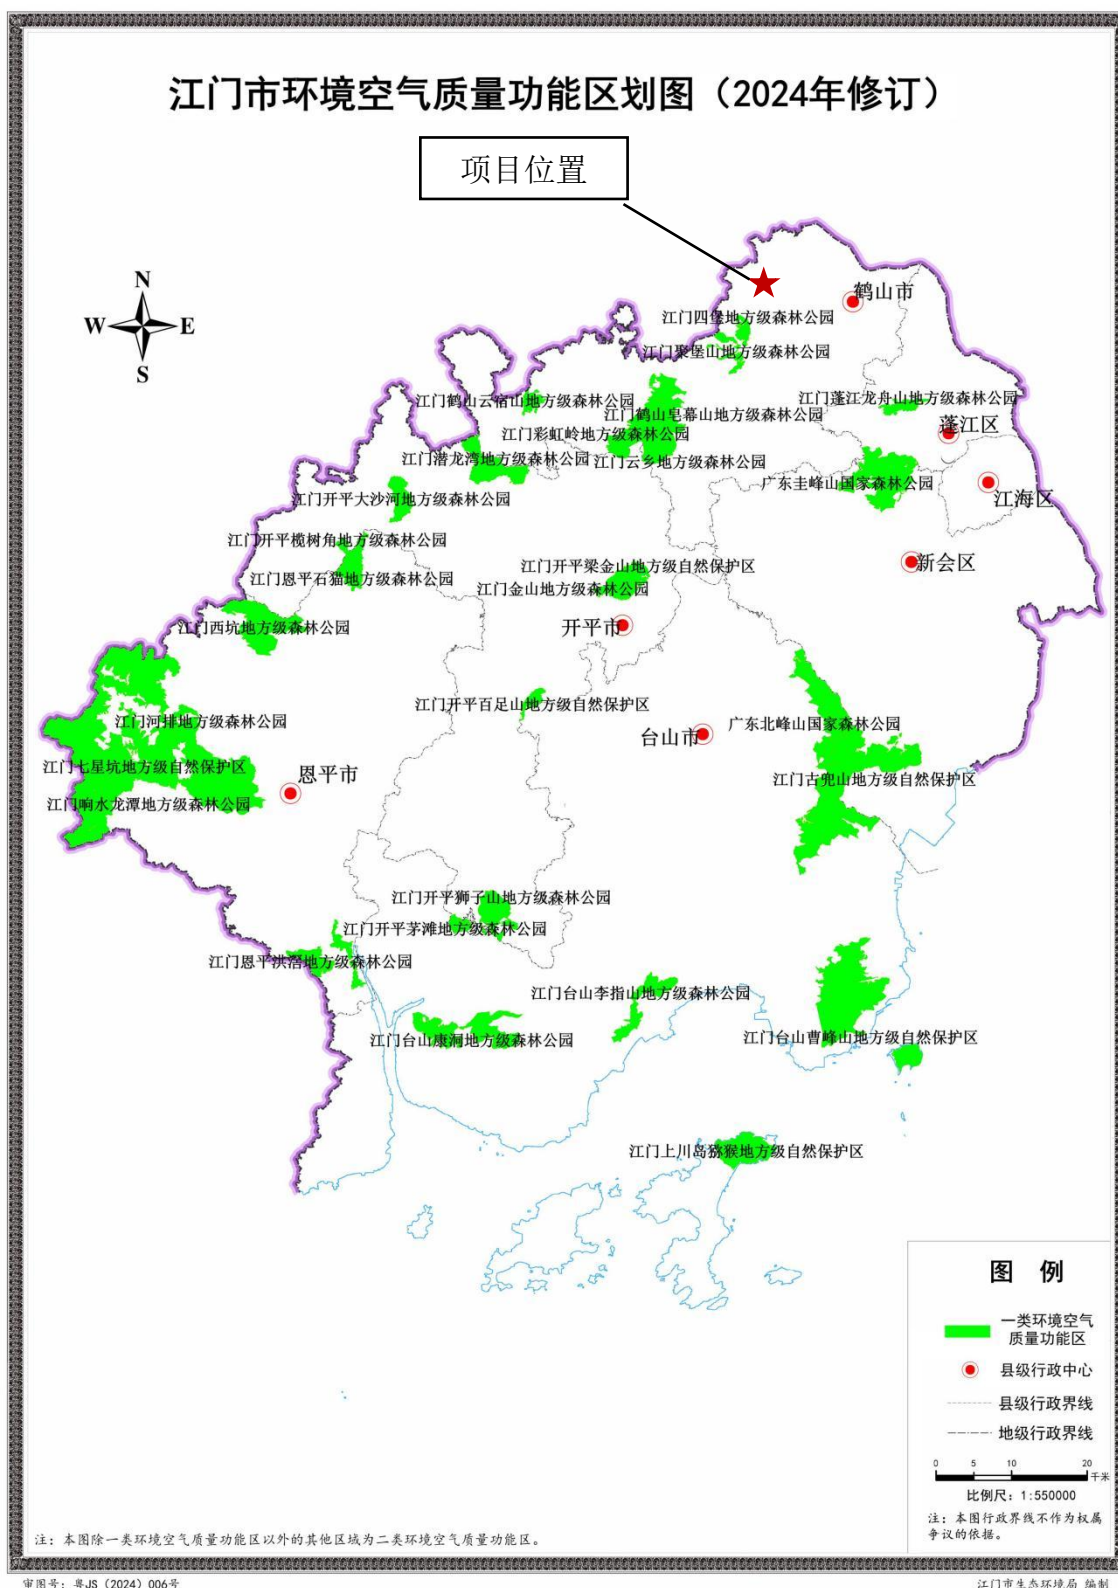 江门市环境空气质量功能区划图（2024年修订）
项目位置
N
W
E
S
鹤山市
江门四堡地方级森林公园
江门聚堡山地方级森林公园
江门鹤山云宿山地方级森林公园
江门蓬江龙舟山地方级森林公园
江门鹤山皂幕山地方级森林公园
蓬江区
江门彩虹岭地方级森林公园
江门潜龙湾地方级森林公园
江门云乡地方级森林公园
广东圭峰山国家森林公园
江门开平大沙河地方级森林公园
江海区
江门开平榄树角地方级森林公园
江门开平梁金山地方级自然保护区
新会区
江门恩平石猫地方级森林公园
江门金山地方级森林公园
江门西坑地方级森林公园
开平市
江门开平百足山地方级自然保护区
江门河排地方级森林公园
广东北峰山国家森林公园
台山市
江门七星坑地方级自然保护区
恩平市
江门古兜山地方级自然保护区
江门响水龙潭地方级森林公园
江门开平狮子山地方级森林公园
江门开平茅滩地方级森林公园
江门恩平洪滘地方级森林公园
江门台山李指山地方级森林公园
江门台山康洞地方级森林公园
江门台山曹峰山地方级自然保护区
江门上川岛猕猴地方级自然保护区
图 例
一类环境空气
质量功能区
县级行政中心
县级行政界线
地级行政界线
0 5 10 20
千米
比例尺：1:550000
注：本图行政界线不作为权属
争议的依据。
注：本图除一类环境空气质量功能区以外的其他区域为二类环境空气质量功能区。
审图号：粤JS（2024）006号
江门市生态环境局 编制